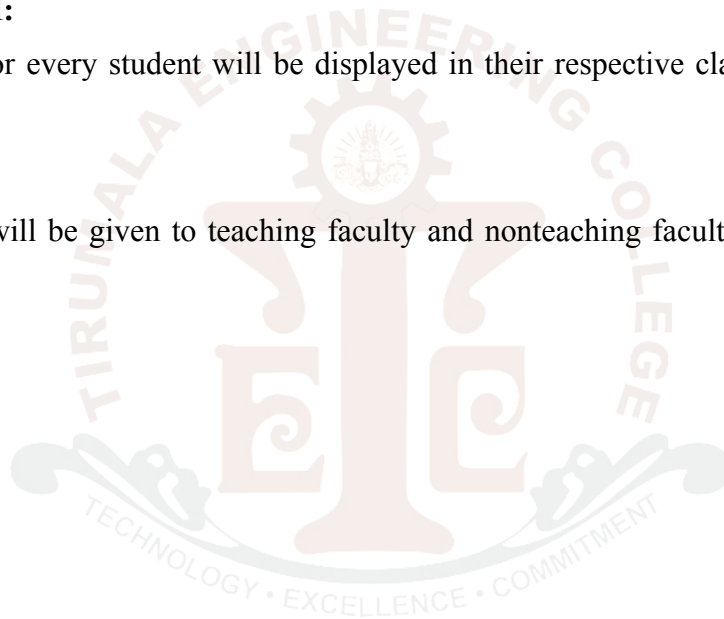 l:
or every student will be displayed in their respective cla
will be given to teaching faculty and nonteaching facult
TIRUMALA ENGINEERING COLLEGE
TECHNOLOGY • EXCELLENCE • COMMITMENT